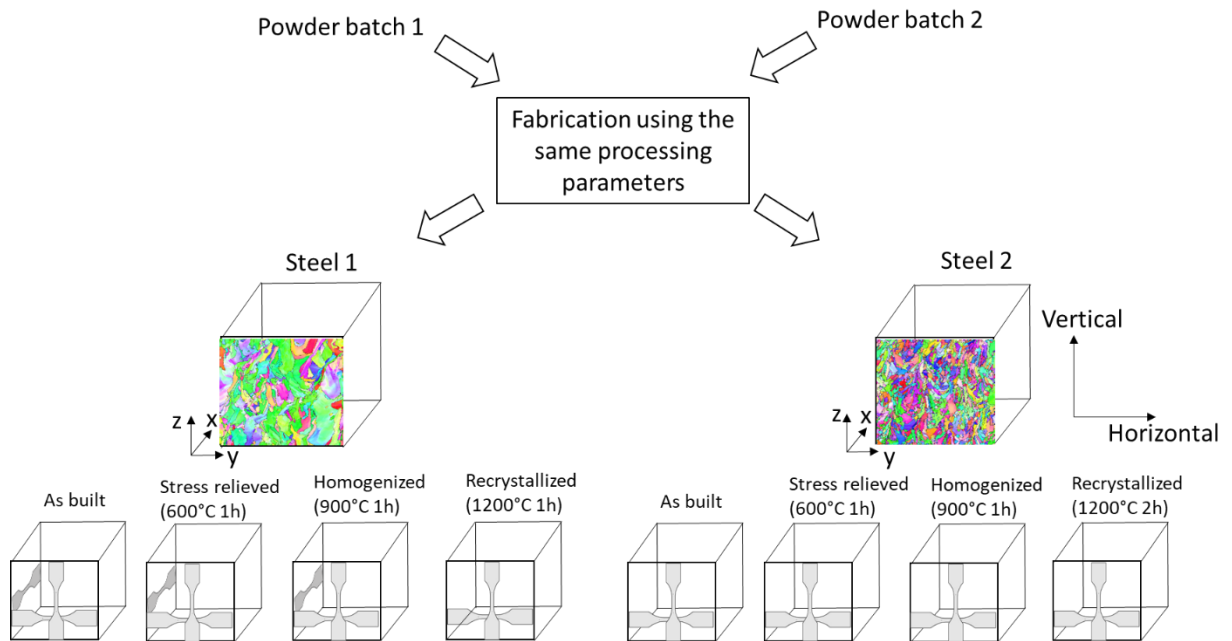 Powder batch 1
Powder batch 2
Fabrication using the
same processing
parameters
Steel 1
Steel 2
Vertical
Horizontal
z
x
y
z
x
y
As built
Stress relieved
(600°C 1h)
Homogenized
(900°C 1h)
Recrystallized
(1200°C 1h)
As built
Stress relieved
(600°C 1h)
Homogenized
(900°C 1h)
Recrystallized
(1200°C 2h)